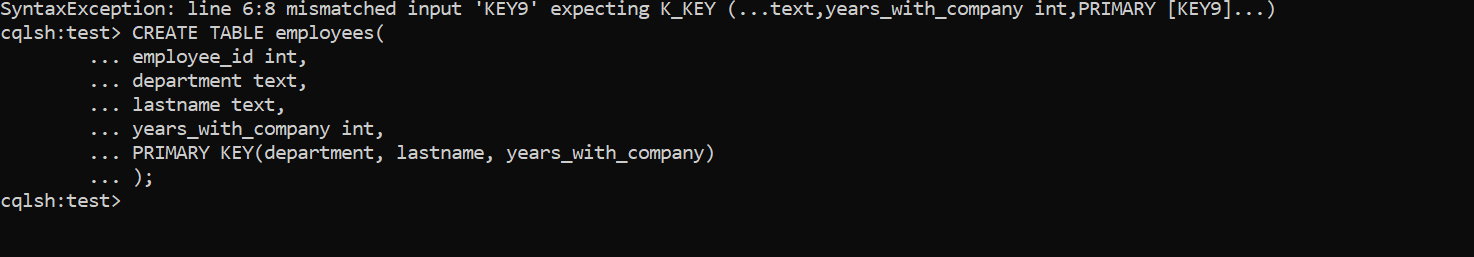 SyntaxException: line 6:8 mismatched input 'KEY9' expecting K_KEY (...text,years_with_company int,PRIMARY [KEY9]...)
cqlsh:test> CREATE TABLE employees(
        ... employee_id int,
        ... department text,
        ... lastname text,
        ... years_with_company int,
        ... PRIMARY KEY(department, lastname, years_with_company)
        ... );
cqlsh:test>